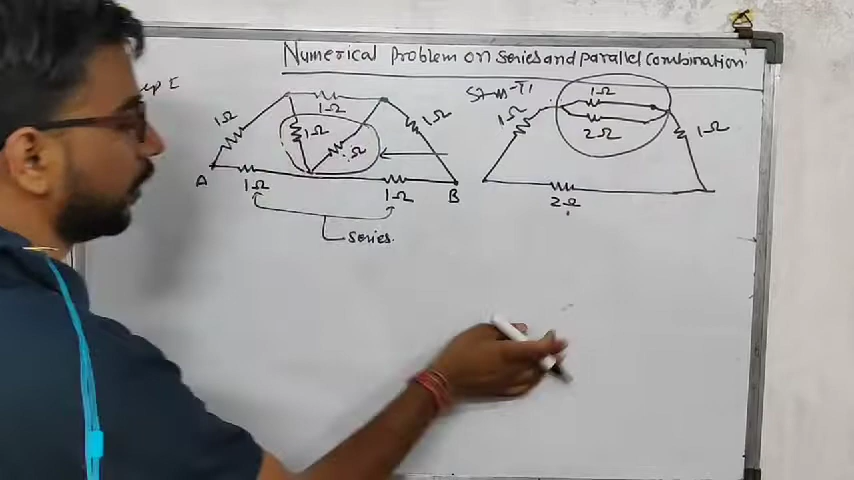 Numerical Problem on Series and Parallel Combination
1Ω
1Ω
1Ω
1Ω
1Ω
A
1Ω
1Ω
B
Series.
1Ω
1Ω
2Ω
1Ω
2Ω